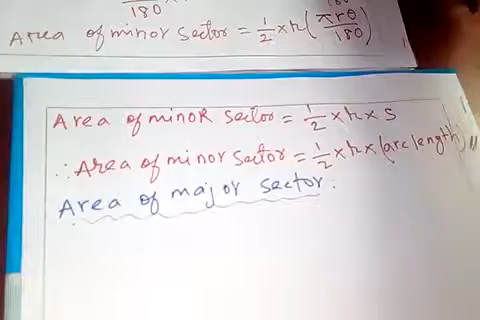 180
Area of minor sector = 1/2 × r (πrθ/180)
Area of minor sector = 1/2 × r × s
∴ Area of minor sector = 1/2 × r × (arc length) "
Area of major sector :